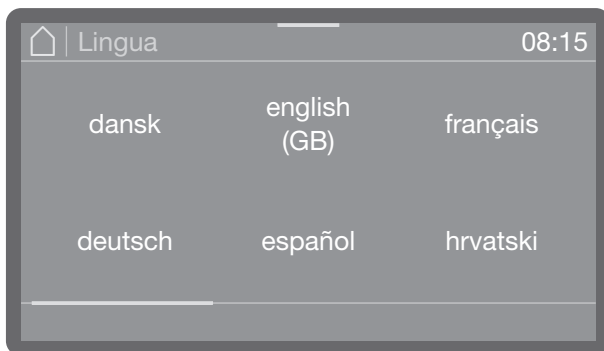 Lingua 08:15
dansk
english
(GB)
français
deutsch
español
hrvatski